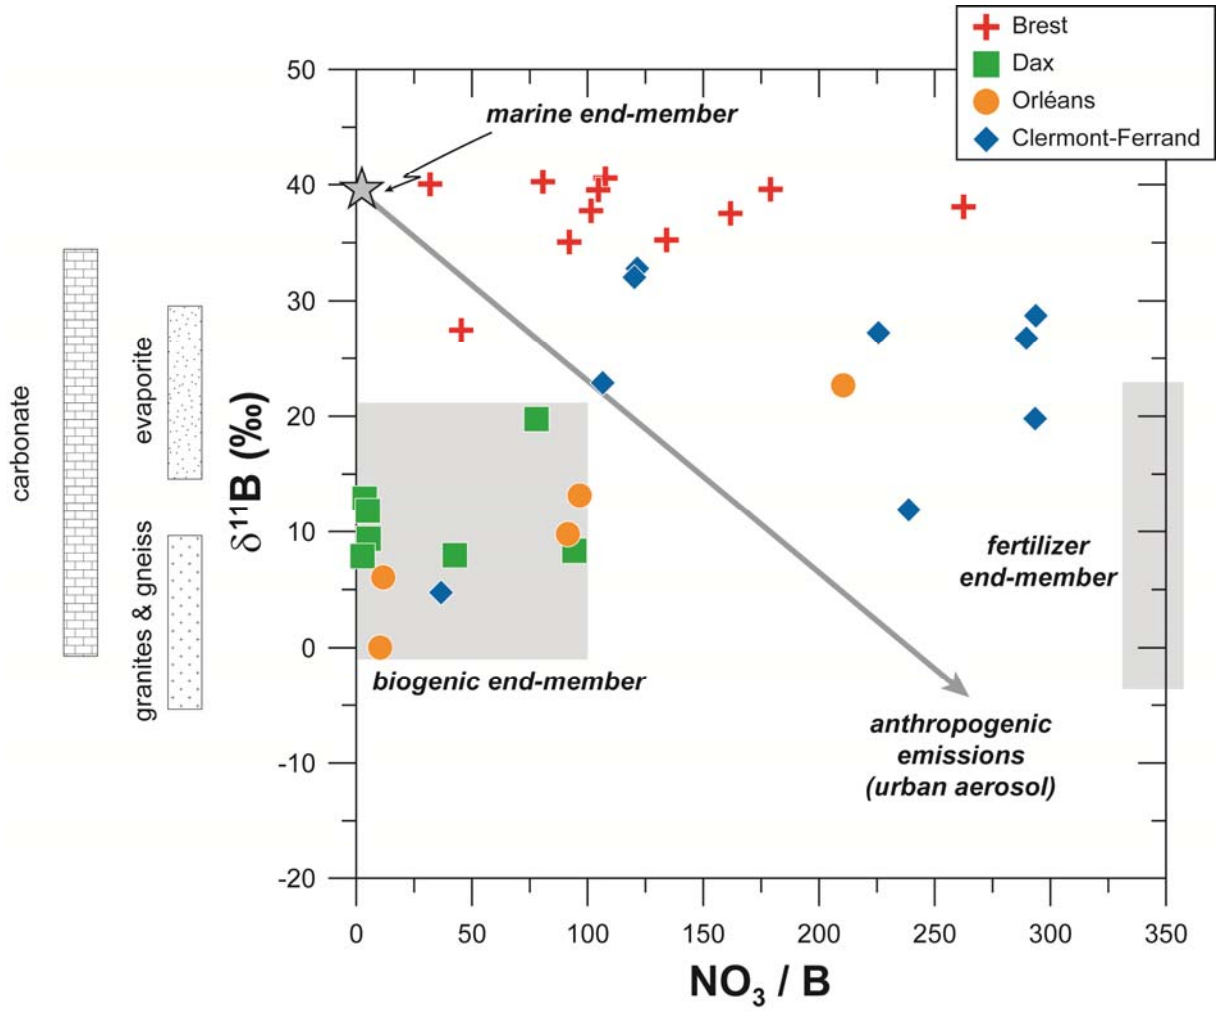 Brest
Dax
Orléans
Clermont-Ferrand
marine end-member
50
40
30
20
10
0
-10
-20
carbonate
evaporite
granites & gneiss
δ¹¹B (‰)
fertilizer
end-member
biogenic end-member
anthropogenic
emissions
(urban aerosol)
0 50 100 150 200 250 300 350
NO₃ / B